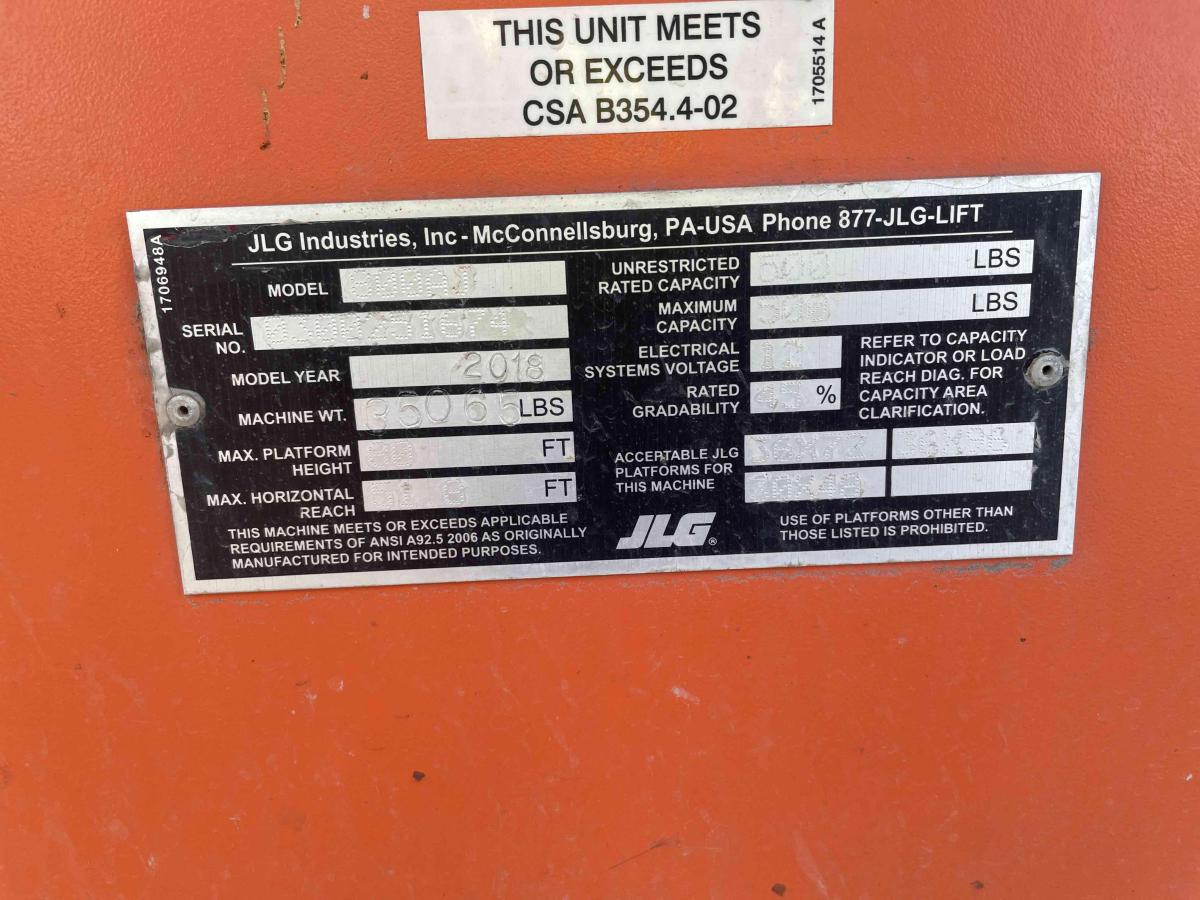 THIS UNIT MEETS
OR EXCEEDS
CSA B354.4-02
1705514 A
1706948A
JLG Industries, Inc - McConnellsburg, PA-USA Phone 877-JLG-LIFT
MODEL
SERIAL
NO.
MODEL YEAR 2018
MACHINE WT. 35065 LBS
MAX. PLATFORM
HEIGHT FT
MAX. HORIZONTAL
REACH FT
THIS MACHINE MEETS OR EXCEEDS APPLICABLE
REQUIREMENTS OF ANSI A92.5 2006 AS ORIGINALLY
MANUFACTURED FOR INTENDED PURPOSES.
UNRESTRICTED
RATED CAPACITY LBS
MAXIMUM
CAPACITY LBS
ELECTRICAL
SYSTEMS VOLTAGE 12
RATED
GRADABILITY 45 %
REFER TO CAPACITY
INDICATOR OR LOAD
REACH DIAG. FOR
CAPACITY AREA
CLARIFICATION.
ACCEPTABLE JLG
PLATFORMS FOR
THIS MACHINE
36X72 36X96
JLG®
USE OF PLATFORMS OTHER THAN
THOSE LISTED IS PROHIBITED.